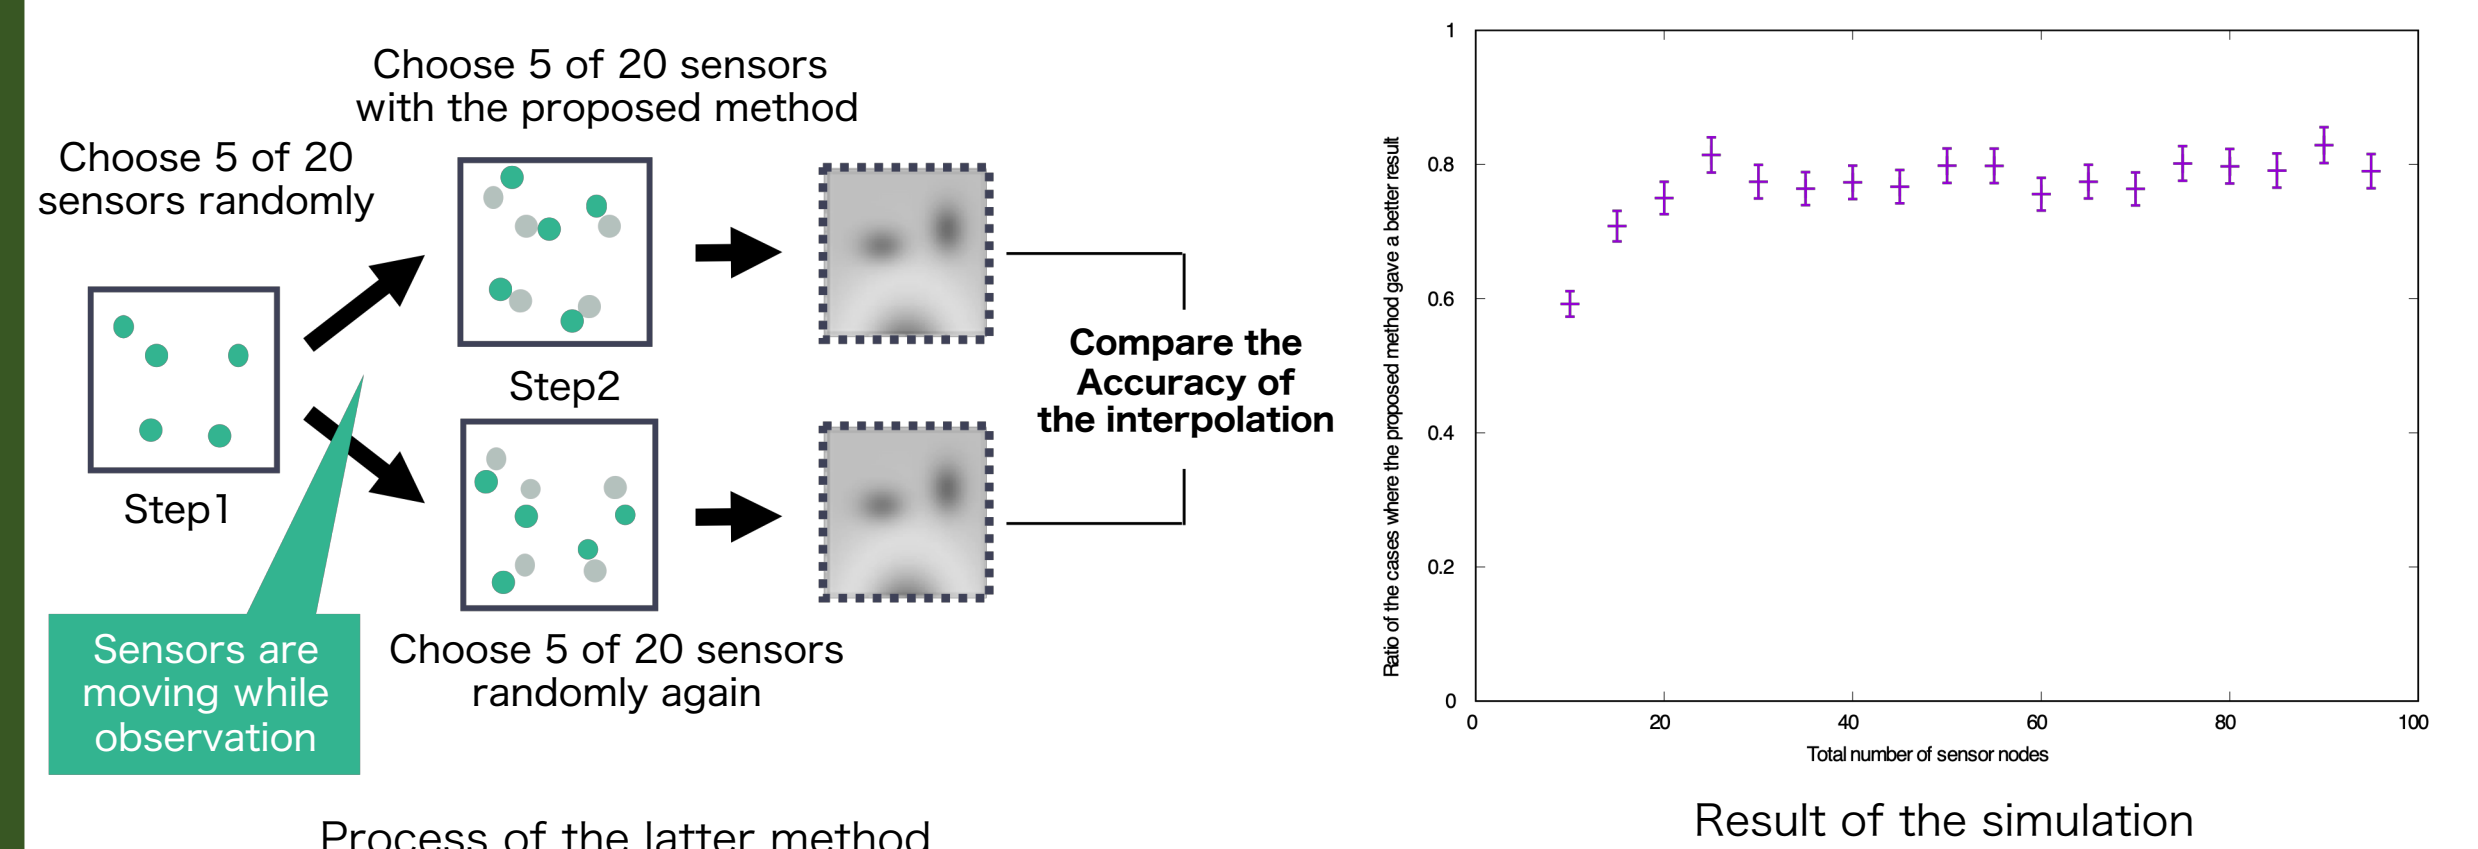 Choose 5 of 20 sensors
with the proposed method
Choose 5 of 20
sensors randomly
Step1
Step2
Sensors are
moving while
observation
Choose 5 of 20 sensors
randomly again
Compare the
Accuracy of
the interpolation
Process of the latter method
Ratio of the cases where the proposed method gave a better result
1
0.8
0.6
0.4
0.2
0
0 20 40 60 80 100
Total number of sensor nodes
Result of the simulation